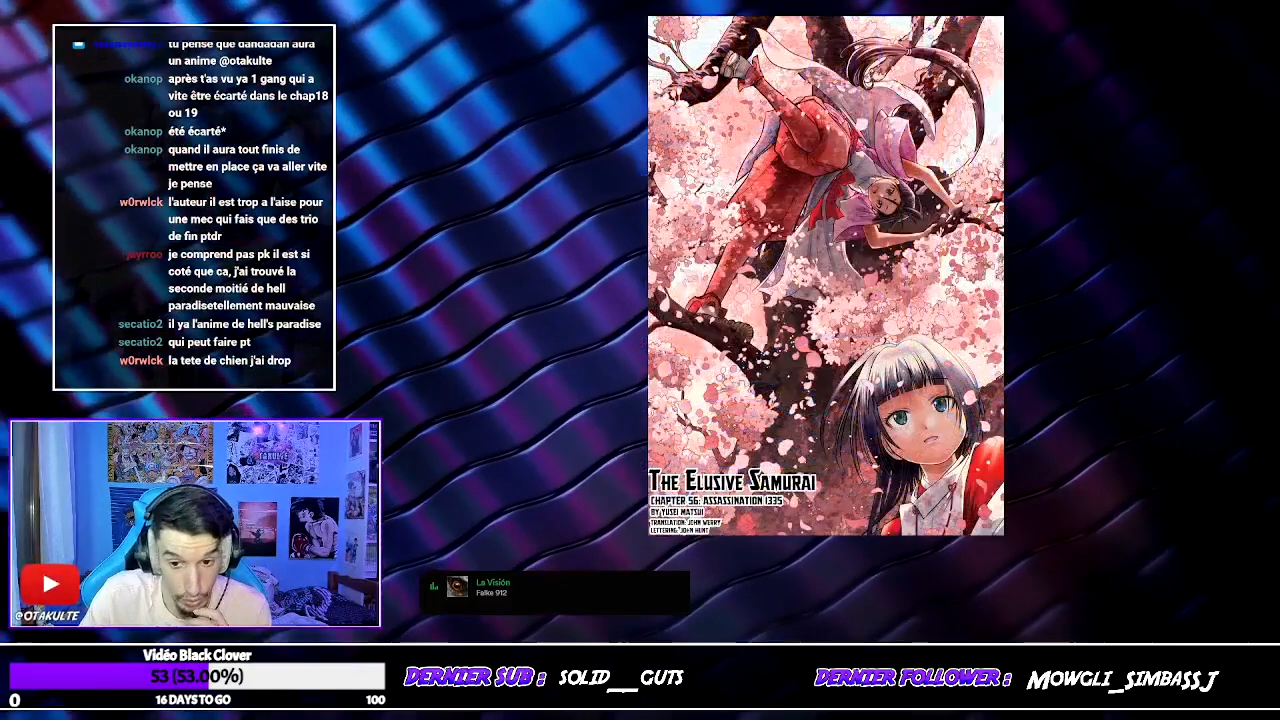 tu pense que dandadan aura
un anime @otakulte
okanop après t'as vu ya 1 gang qui a
vite être écarté dans le chap18
ou 19
okanop été écarté*
okanop quand il aura tout finis de
mettre en place ça va aller vite
je pense
w0rwlck l'auteur il est trop a l'aise pour
une mec qui fais que des trio
de fin ptdr
jayrroo je comprend pas pk il est si
coté que ca, j'ai trouvé la
seconde moitié de hell
paradisetellement mauvaise
secatio2 il ya l'anime de hell's paradise
secatio2 qui peut faire pt
w0rwlck la tete de chien j'ai drop
The Elusive Samurai
Chapter 56: Assassination 1335
By Yusei Matsui
Translation: John Werry
Lettering: John Hunt
OTAKULTE
@OTAKULTE
La Visión
Falke 912
Vidéo Black Clover
53 (53.00%)
0 16 DAYS TO GO 100
DERNIER SUB : SOLID__GUTS
DERNIER FOLLOWER : MOWGLI_SIMBASSJ